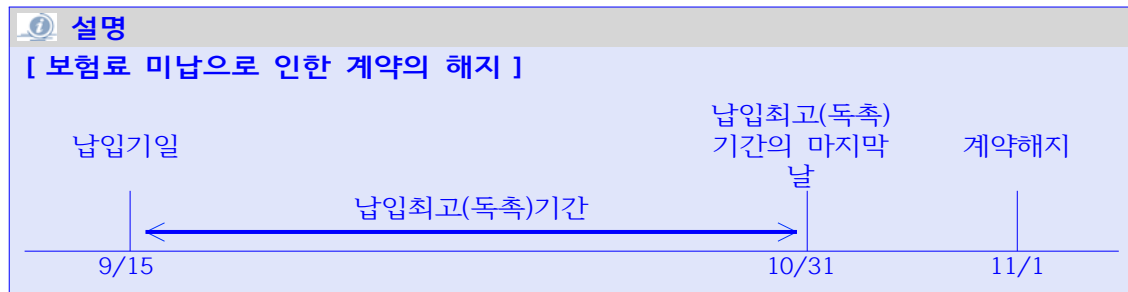 설명
[ 보험료 미납으로 인한 계약의 해지 ]
납입기일
납입최고(독촉)
기간의 마지막
날
계약해지
납입최고(독촉)기간
9/15
10/31
11/1